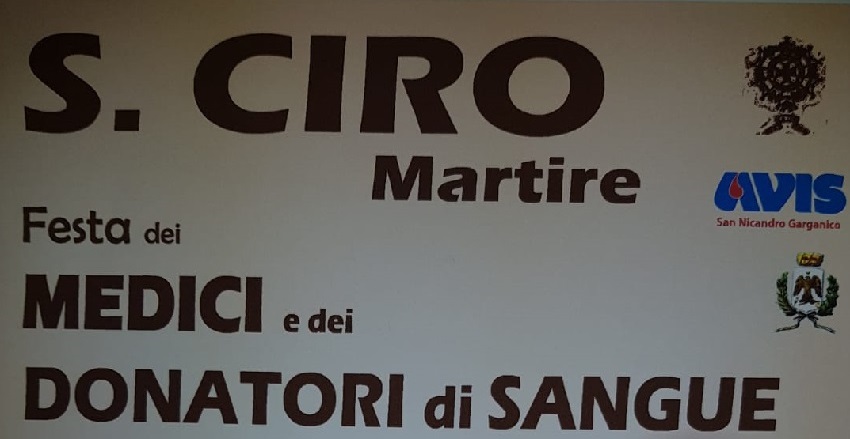 S. CIRO
Martire
AVIS
San Nicandro Garganico
Festa dei
MEDICI e dei
DONATORI di SANGUE